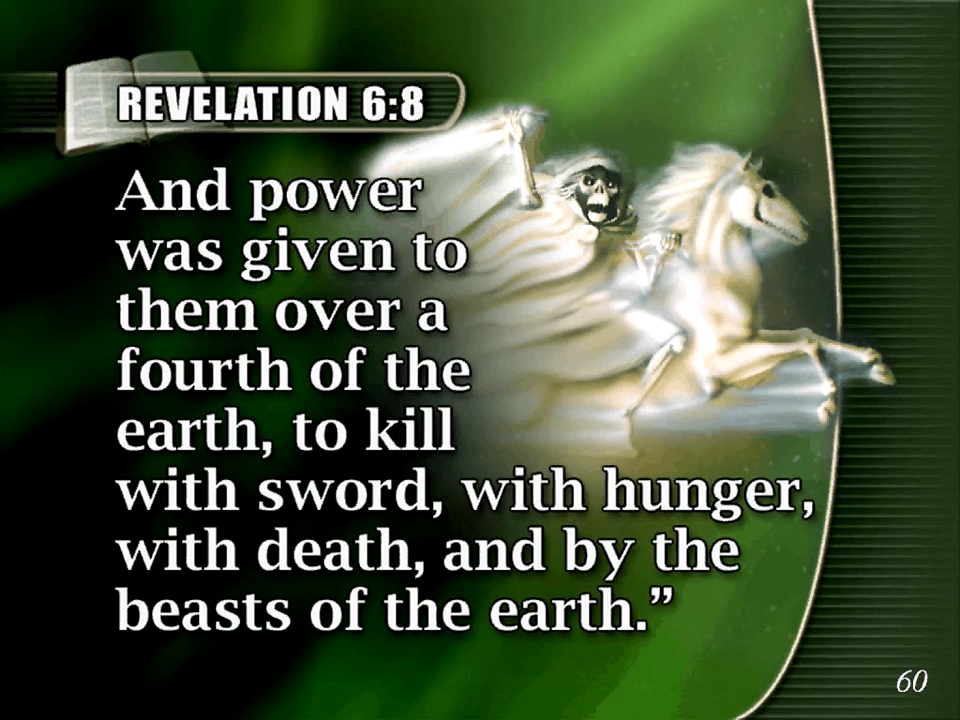 REVELATION 6:8
And power
was given to
them over a
fourth of the
earth, to kill
with sword, with hunger,
with death, and by the
beasts of the earth.”
60